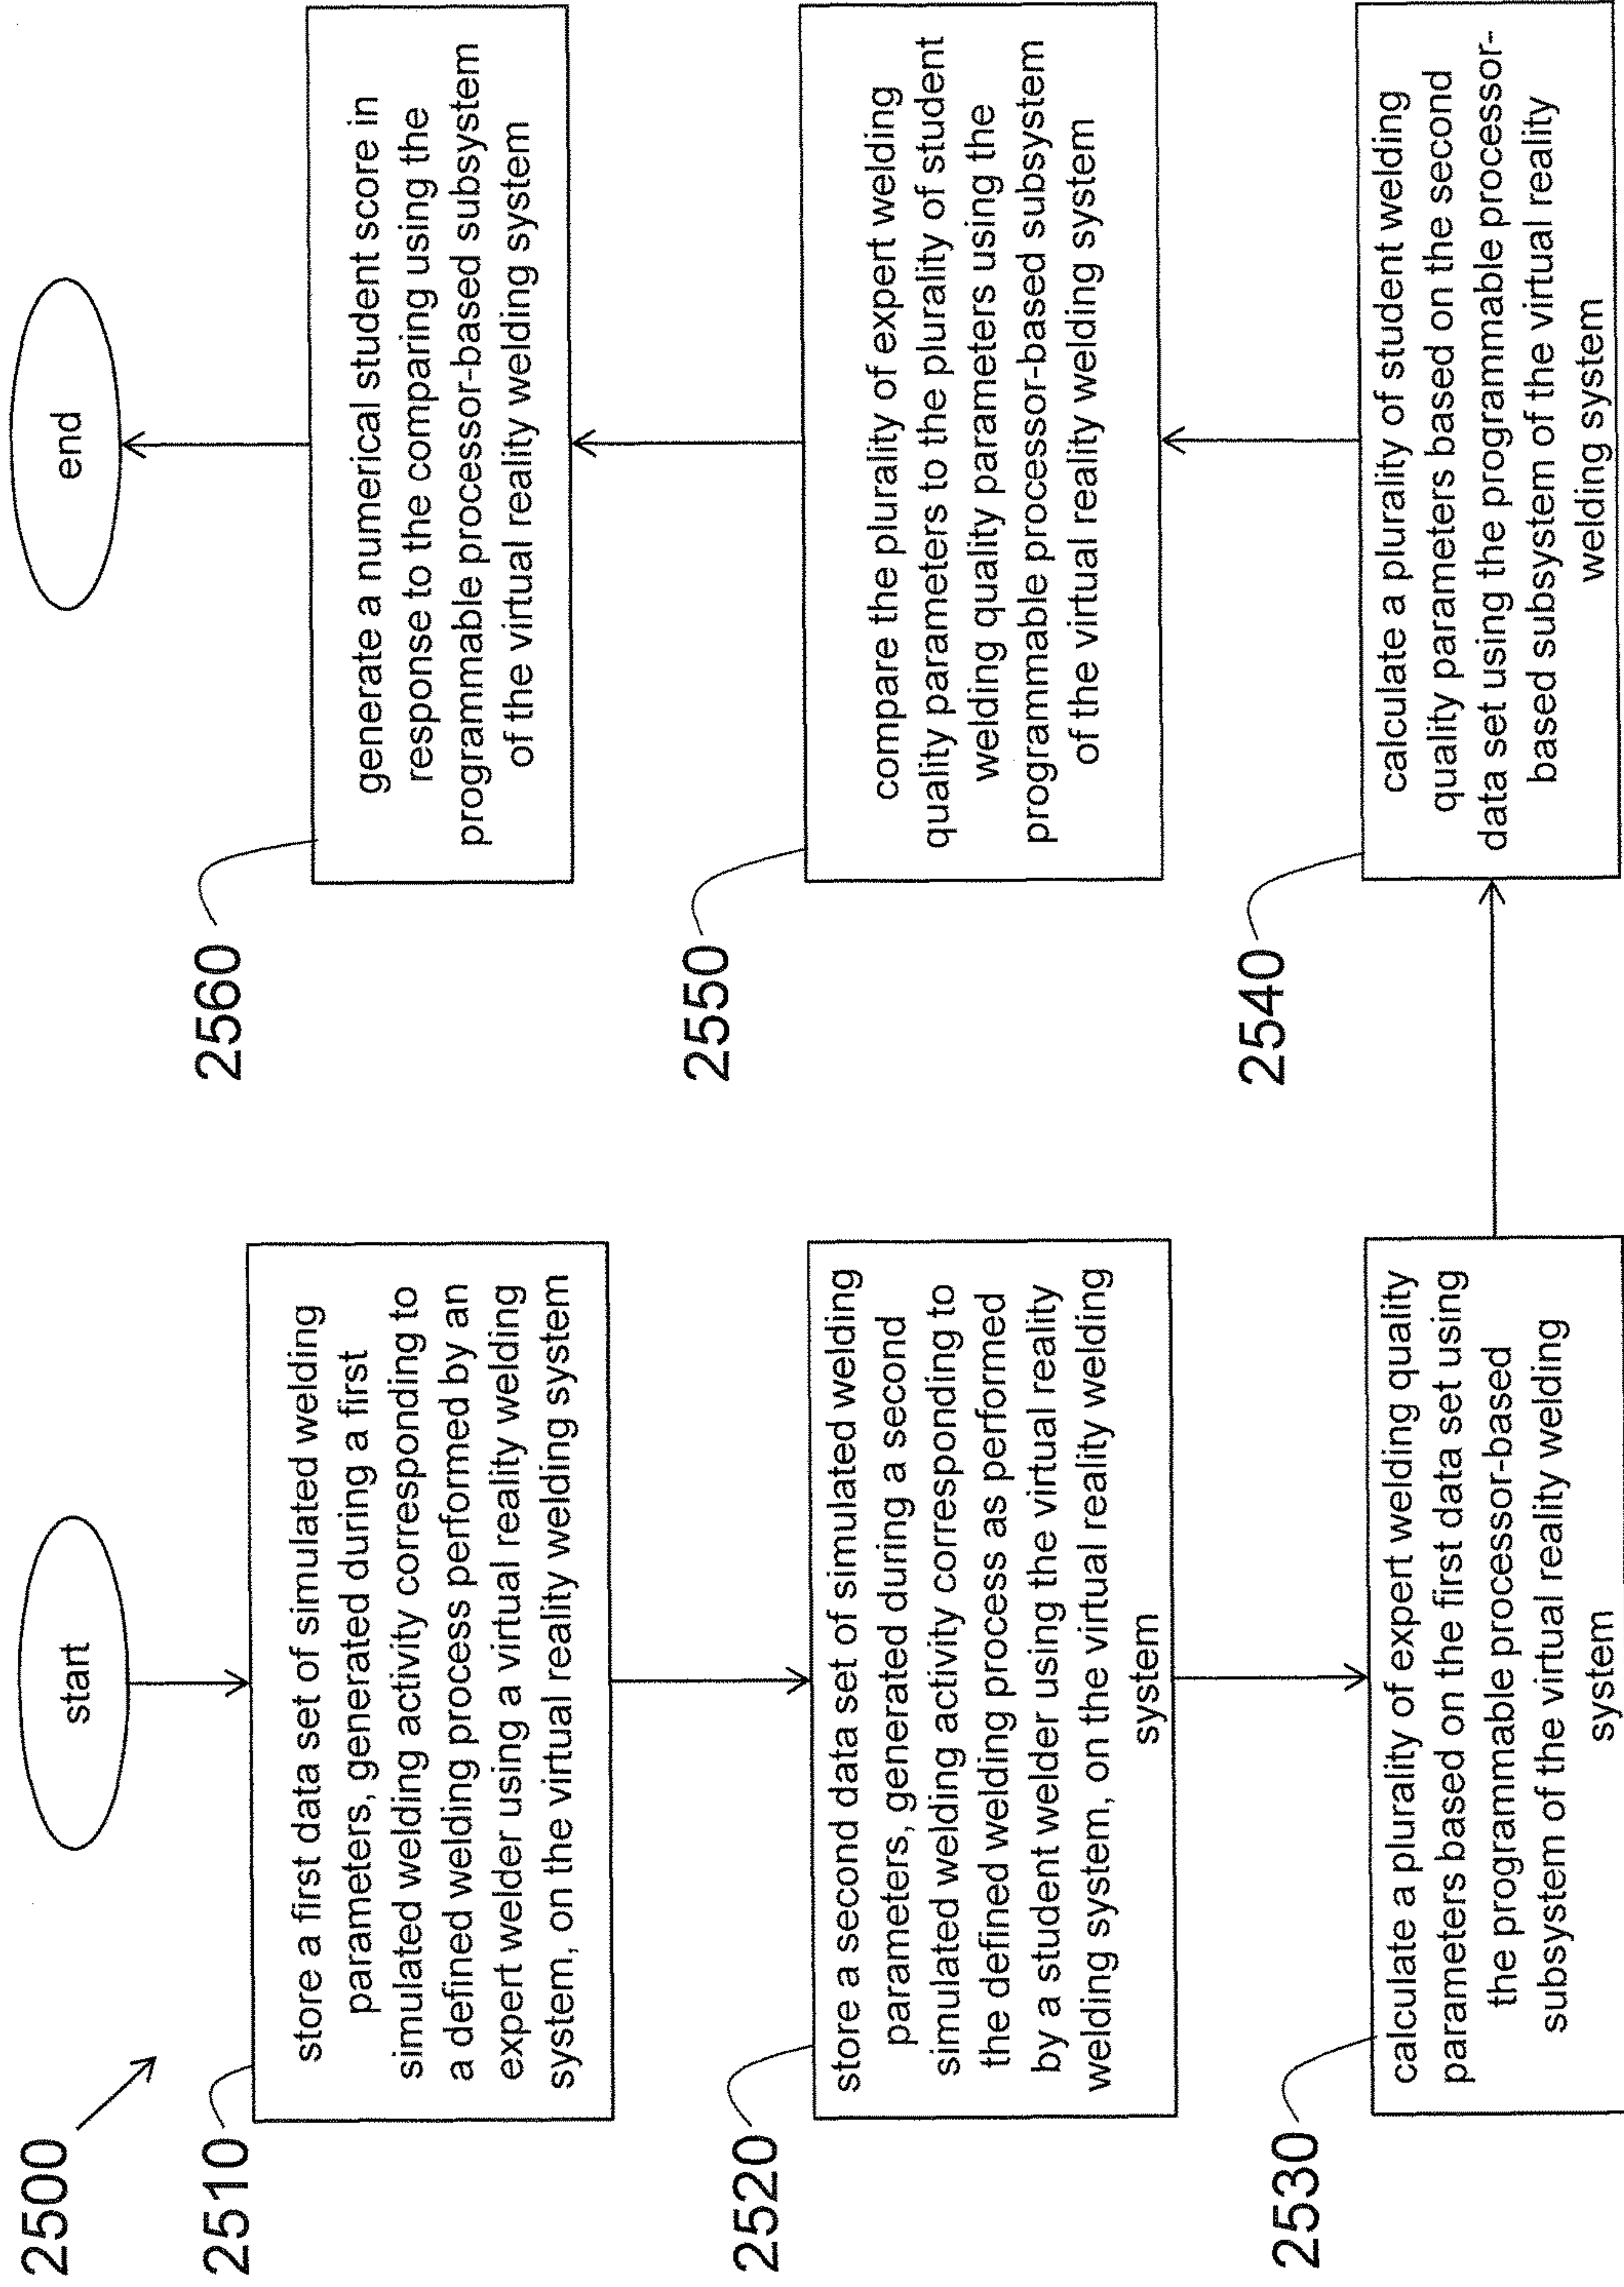 2500
start
2510
store a first data set of simulated welding
parameters, generated during a first
simulated welding activity corresponding to
a defined welding process performed by an
expert welder using a virtual reality welding
system, on the virtual reality welding system
2520
store a second data set of simulated welding
parameters, generated during a second
simulated welding activity corresponding to
the defined welding process as performed
by a student welder using the virtual reality
welding system, on the virtual reality welding
system
2530
calculate a plurality of expert welding quality
parameters based on the first data set using
the programmable processor-based
subsystem of the virtual reality welding
system
2540
calculate a plurality of student welding
quality parameters based on the second
data set using the programmable processor-
based subsystem of the virtual reality
welding system
2550
compare the plurality of expert welding
quality parameters to the plurality of student
welding quality parameters using the
programmable processor-based subsystem
of the virtual reality welding system
2560
generate a numerical student score in
response to the comparing using the
programmable processor-based subsystem
of the virtual reality welding system
end